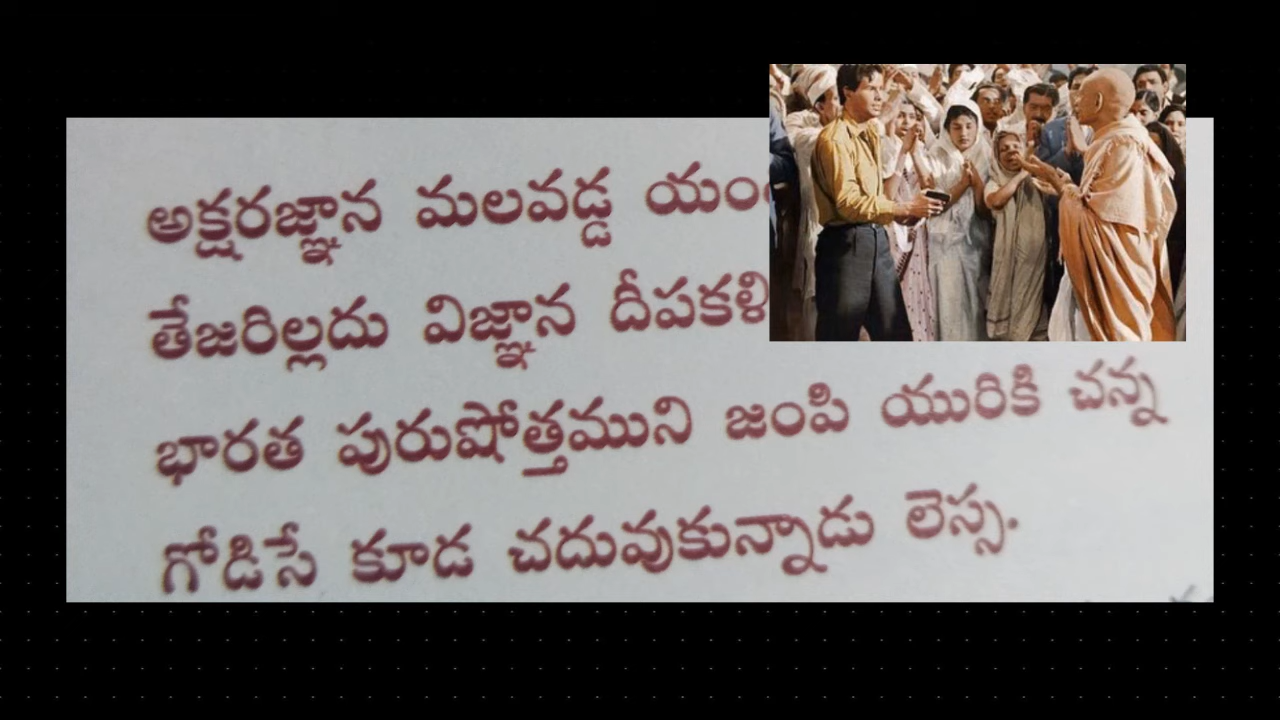 అక్షరజ్ఞాన మలవడ్డ
తేజరిల్లదు విజ్ఞాన
భారత పురుషోత్తముని జంపి యురికి చన్న
గోడిసే కూడ చదువుకున్నాడు లెస్స.